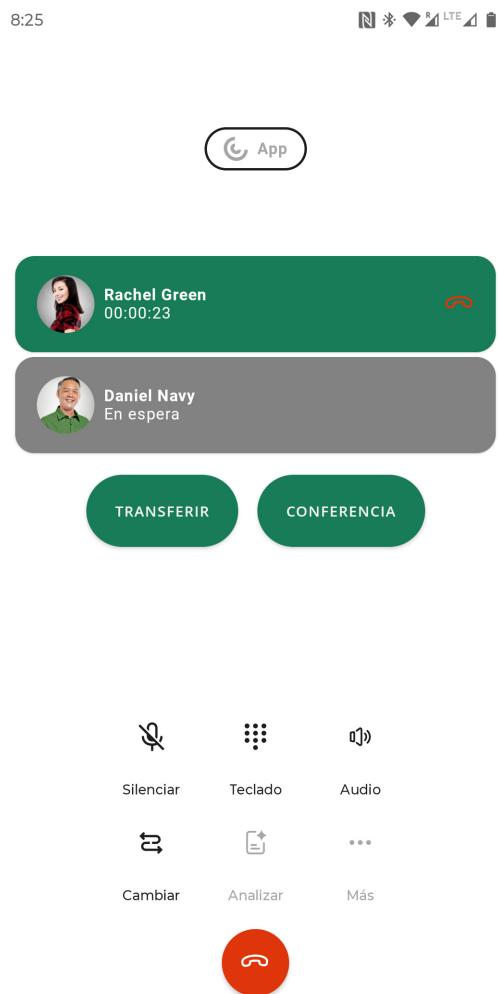 8:25
R
LTE
App
Rachel Green
00:00:23
Daniel Navy
En espera
TRANSFERIR
CONFERENCIA
Silenciar
Teclado
Audio
Cambiar
Analizar
Más